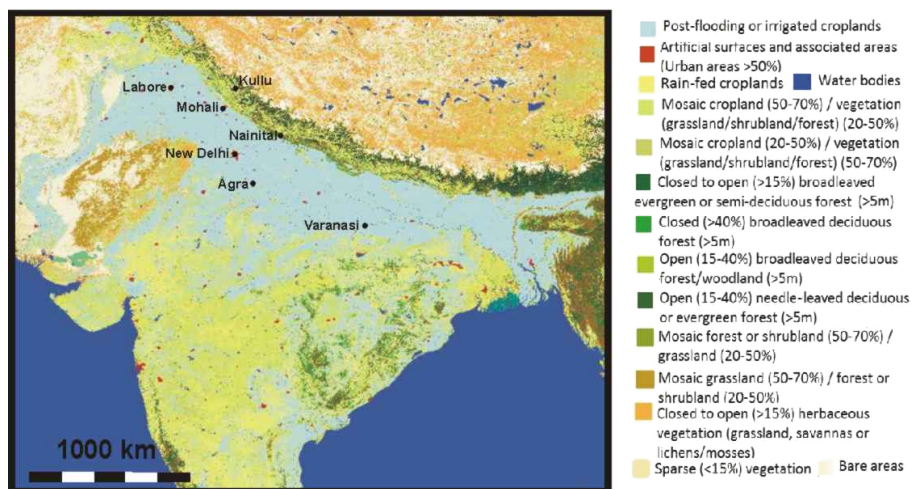 Labore
Kullu
Mohali
Nainital
New Delhi
Agra
Varanasi
1000 km
Post-flooding or irrigated croplands
Artificial surfaces and associated areas
(Urban areas >50%)
Rain-fed croplands
Water bodies
Mosaic cropland (50-70%) / vegetation
(grassland/shrubland/forest) (20-50%)
Mosaic cropland (20-50%) / vegetation
(grassland/shrubland/forest) (50-70%)
Closed to open (>15%) broadleaved
evergreen or semi-deciduous forest (>5m)
Closed (>40%) broadleaved deciduous
forest (>5m)
Open (15-40%) broadleaved deciduous
forest/woodland (>5m)
Open (15-40%) needle-leaved deciduous
or evergreen forest (>5m)
Mosaic forest or shrubland (50-70%) /
grassland (20-50%)
Mosaic grassland (50-70%) / forest or
shrubland (20-50%)
Closed to open (>15%) herbaceous
vegetation (grassland, savannas or
lichens/mosses)
Sparse (<15%) vegetation
Bare areas